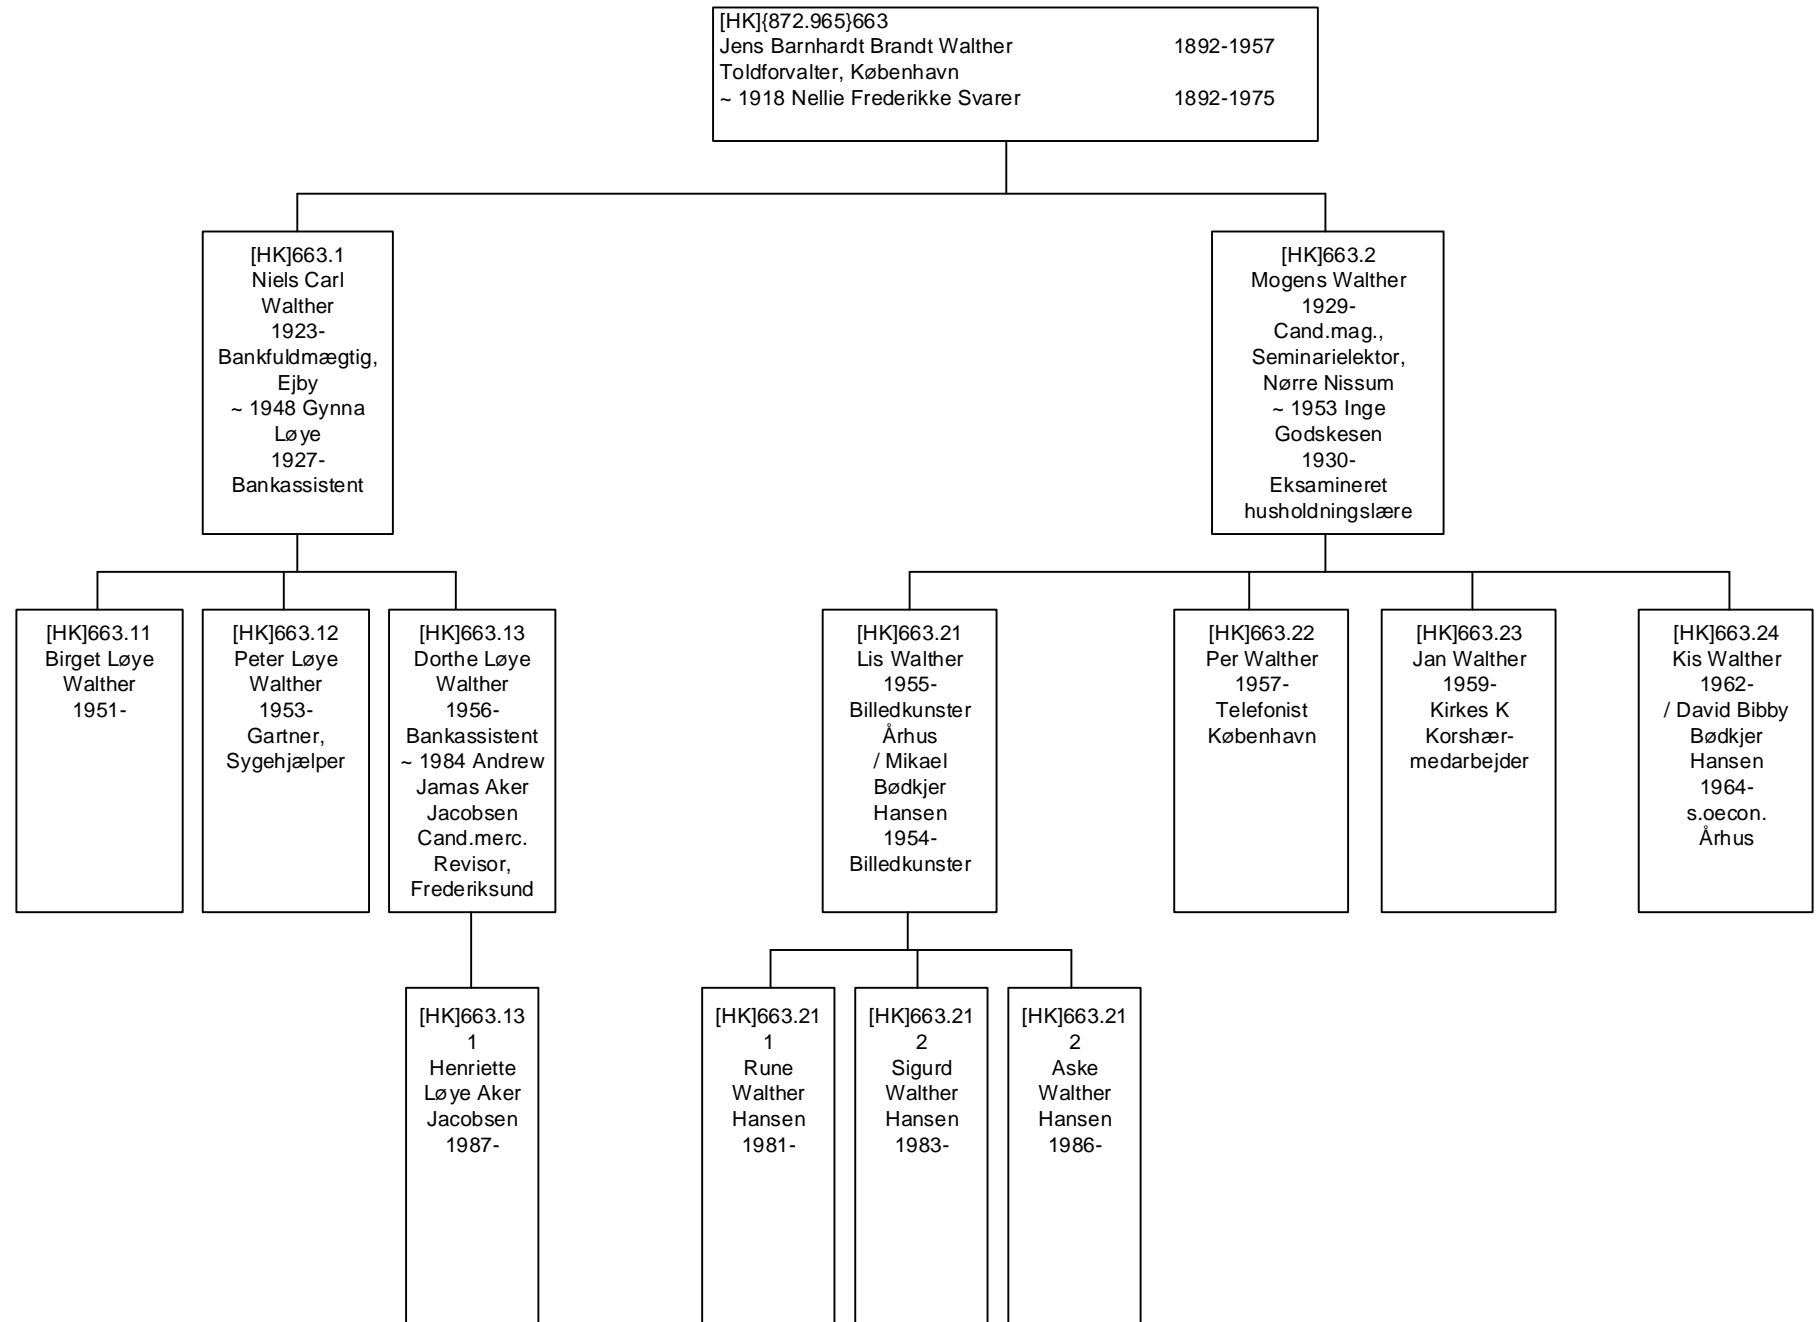 [HK]{872.965}663
Jens Barnhardt Brandt Walther 1892-1957
Toldforvalter, København
~ 1918 Nellie Frederikke Svarer 1892-1975
[HK]663.1
Niels Carl
Walther
1923-
Bankfuldmægtig,
Ejby
~ 1948 Gynna
Løye
1927-
Bankassistent
[HK]663.2
Mogens Walther
1929-
Cand.mag.,
Seminarielektor,
Nørre Nissum
~ 1953 Inge
Godskesen
1930-
Eksamineret
husholdningslære
[HK]663.11
Birget Løye
Walther
1951-
[HK]663.12
Peter Løye
Walther
1953-
Gartner,
Sygehjælper
[HK]663.13
Dorthe Løye
Walther
1956-
Bankassistent
~ 1984 Andrew
Jamas Aker
Jacobsen
Cand.merc.
Revisor,
Frederiksund
[HK]663.21
Lis Walther
1955-
Billedkunster
Århus
/ Mikael
Bødkjer
Hansen
1954-
Billedkunster
[HK]663.22
Per Walther
1957-
Telefonist
København
[HK]663.23
Jan Walther
1959-
Kirkes K
Korshær-
medarbejder
[HK]663.24
Kis Walther
1962-
/ David Bibby
Bødkjer
Hansen
1964-
s.oecon.
Århus
[HK]663.13
1
Henriette
Løye Aker
Jacobsen
1987-
[HK]663.21
1
Rune
Walther
Hansen
1981-
[HK]663.21
2
Sigurd
Walther
Hansen
1983-
[HK]663.21
2
Aske
Walther
Hansen
1986-